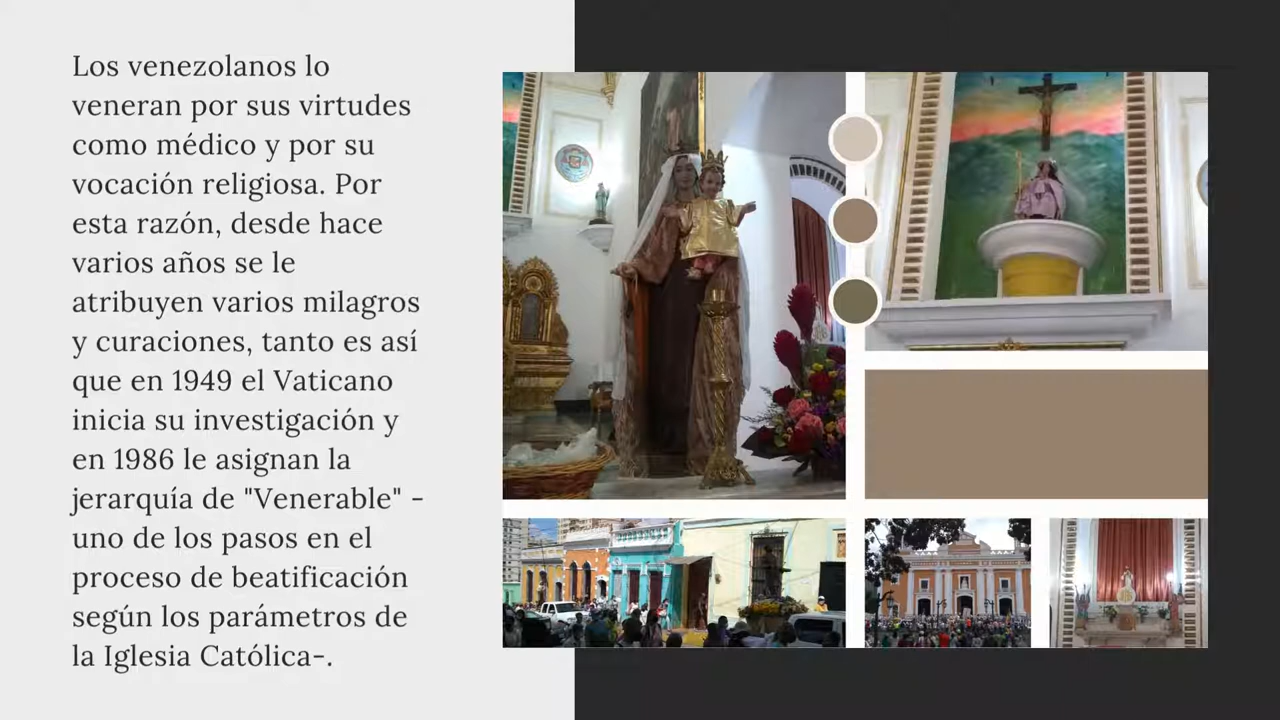 Los venezolanos lo
veneran por sus virtudes
como médico y por su
vocación religiosa. Por
esta razón, desde hace
varios años se le
atribuyen varios milagros
y curaciones, tanto es así
que en 1949 el Vaticano
inicia su investigación y
en 1986 le asignan la
jerarquía de "Venerable" -
uno de los pasos en el
proceso de beatificación
según los parámetros de
la Iglesia Católica-.